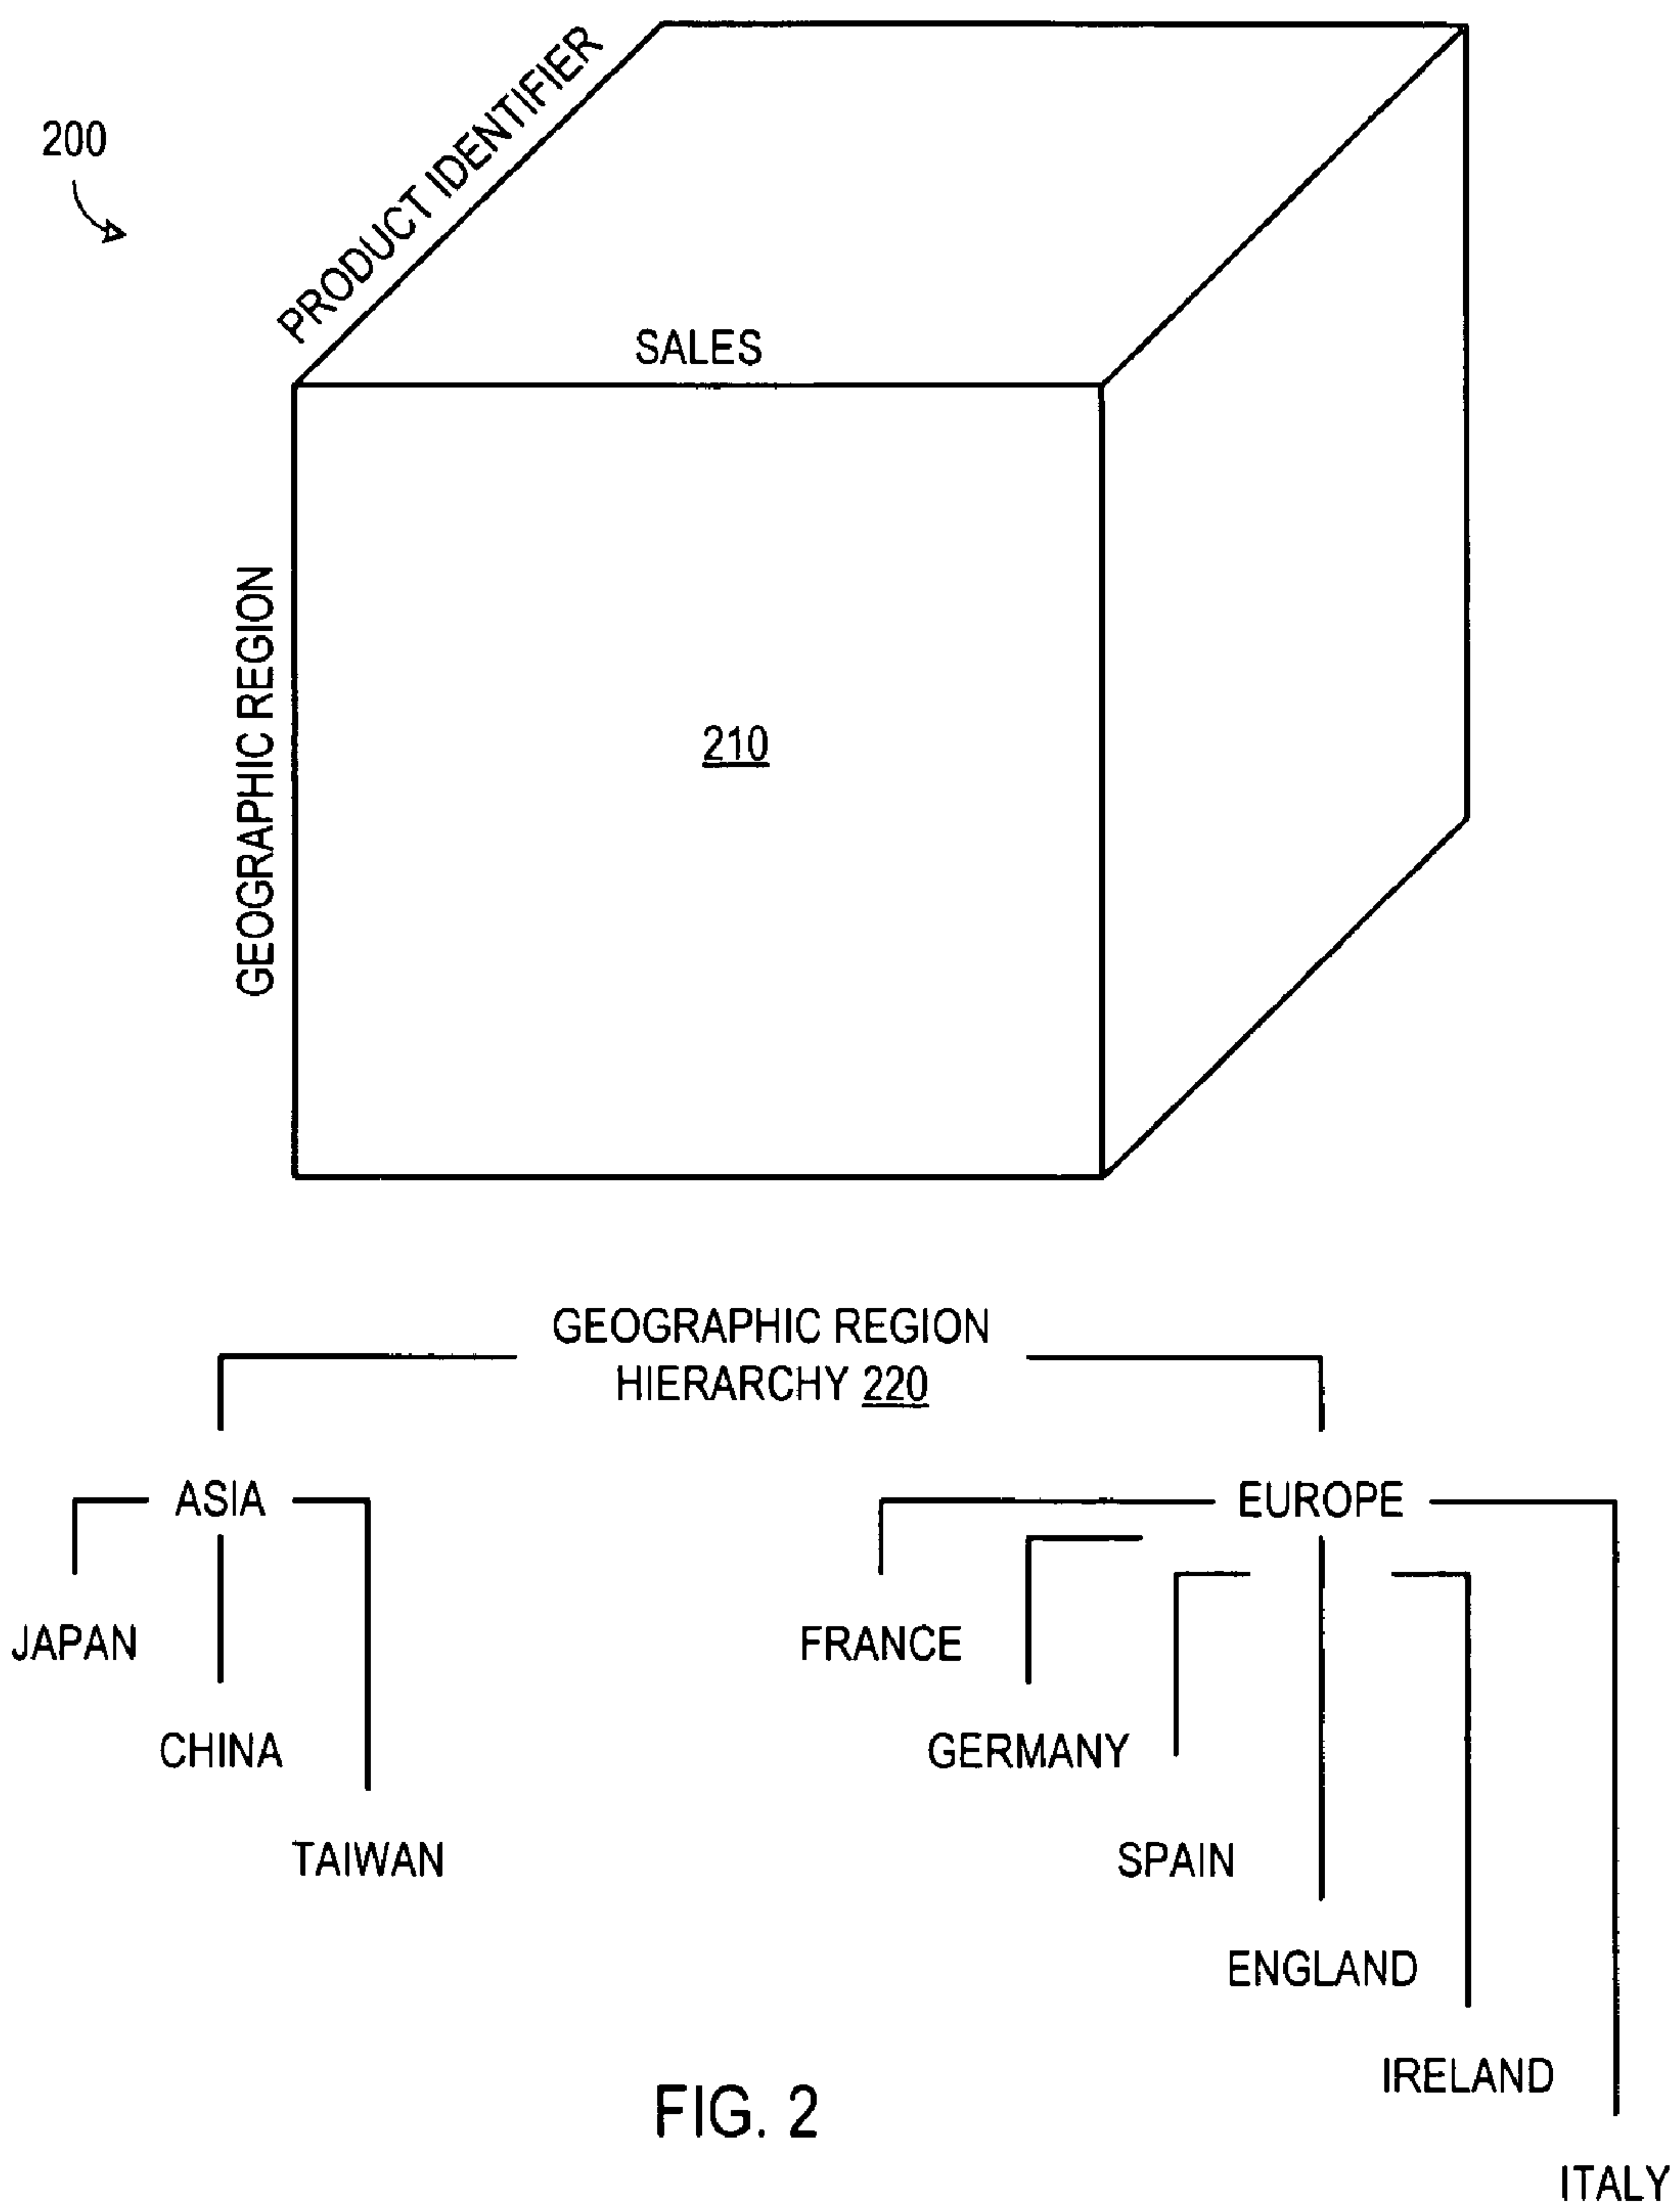 PRODUCT IDENTIFIER
200
SALES
GEOGRAPHIC REGION
210
GEOGRAPHIC REGION
HIERARCHY 220
ASIA
EUROPE
JAPAN
FRANCE
CHINA
GERMANY
TAIWAN
SPAIN
ENGLAND
IRELAND
FIG. 2
ITALY